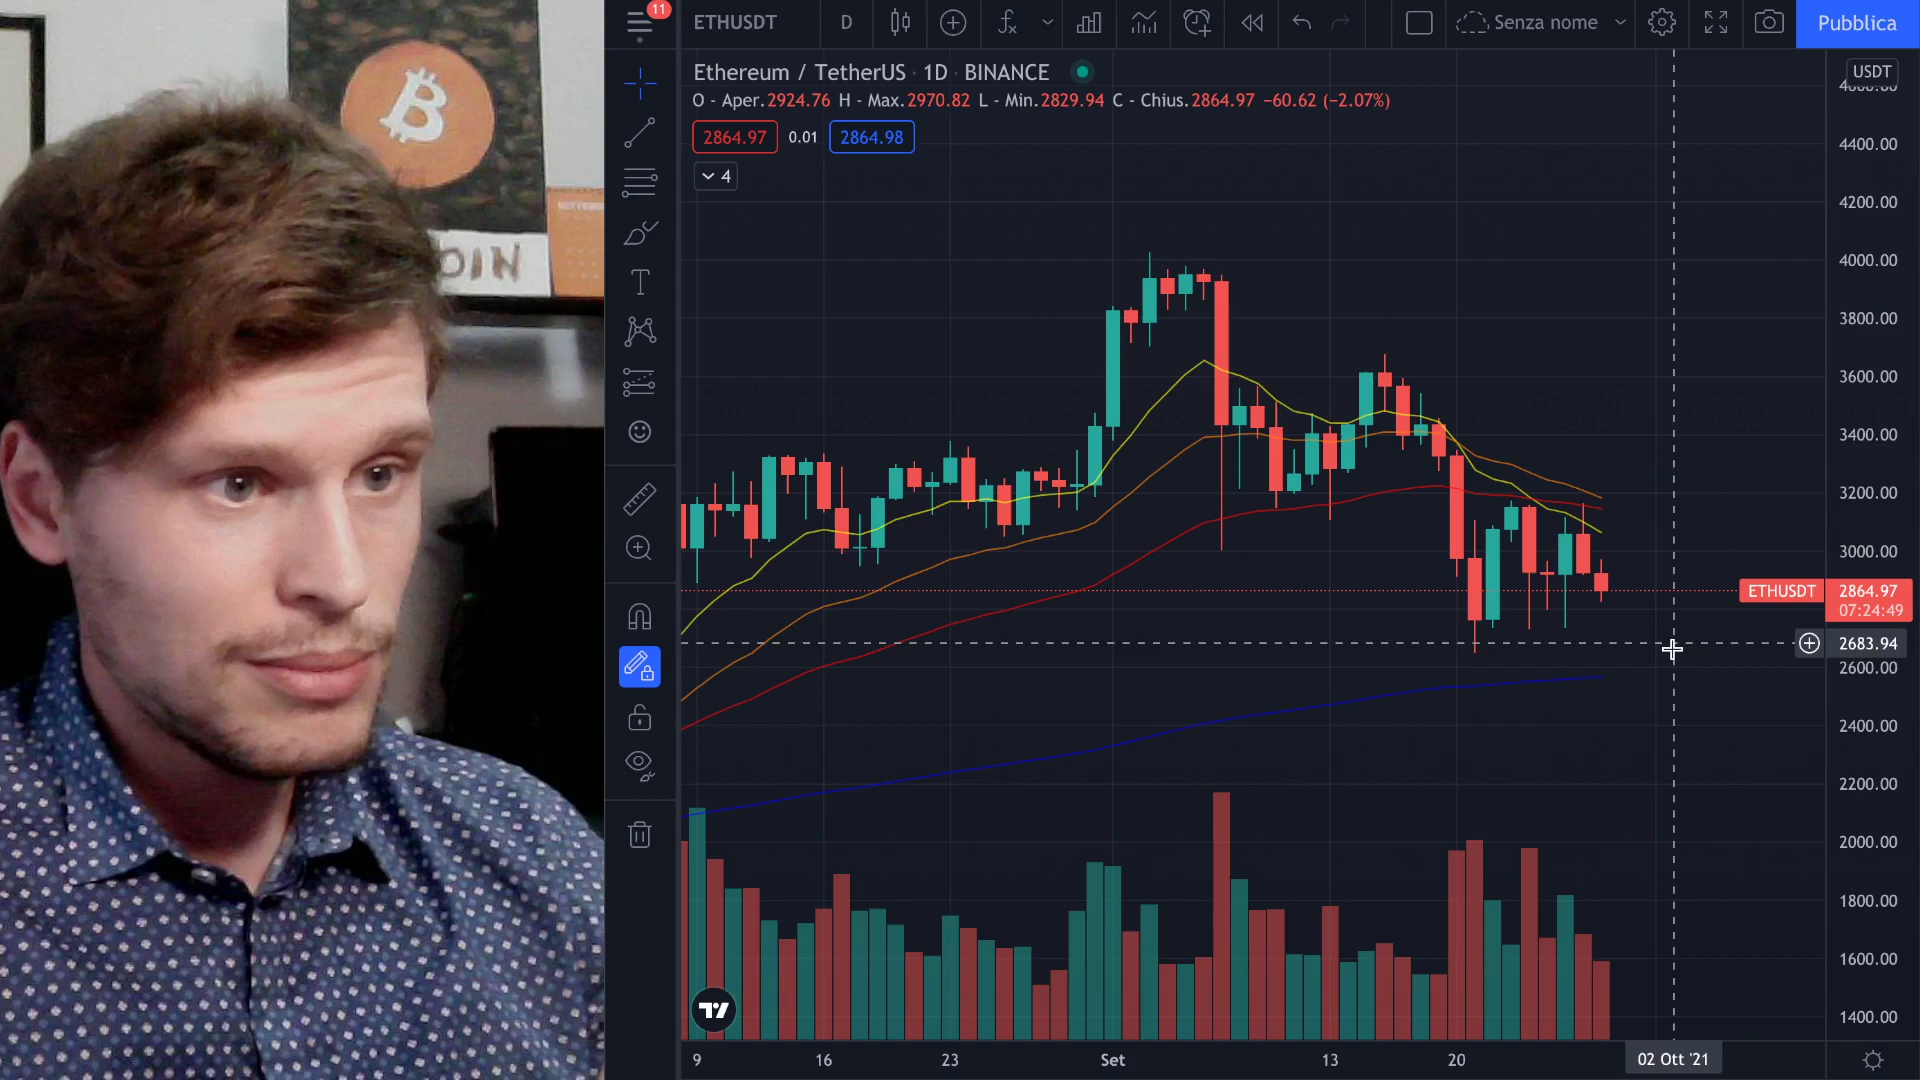 11
ETHUSDT
D
Senza nome
Pubblica
Ethereum / TetherUS · 1D · BINANCE
USDT
O - Aper.2924.76 H - Max.2970.82 L - Min.2829.94 C - Chius.2864.97 −60.62 (−2.07%)
2864.97 0.01 2864.98
4
4400.00
4200.00
OIN
4000.00
3800.00
3600.00
3400.00
3200.00
3000.00
ETHUSDT 2864.97
07:24:49
2683.94
2600.00
2400.00
2200.00
2000.00
1800.00
1600.00
1400.00
9 16 23 Set 13 20 02 Ott '21